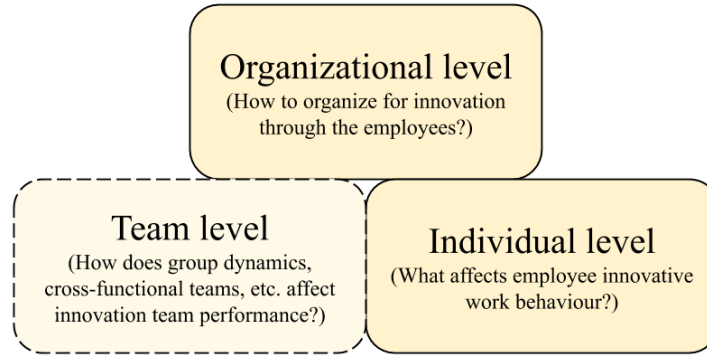 Organizational level
(How to organize for innovation
through the employees?)
Team level
(How does group dynamics,
cross-functional teams, etc. affect
innovation team performance?)
Individual level
(What affects employee innovative
work behaviour?)